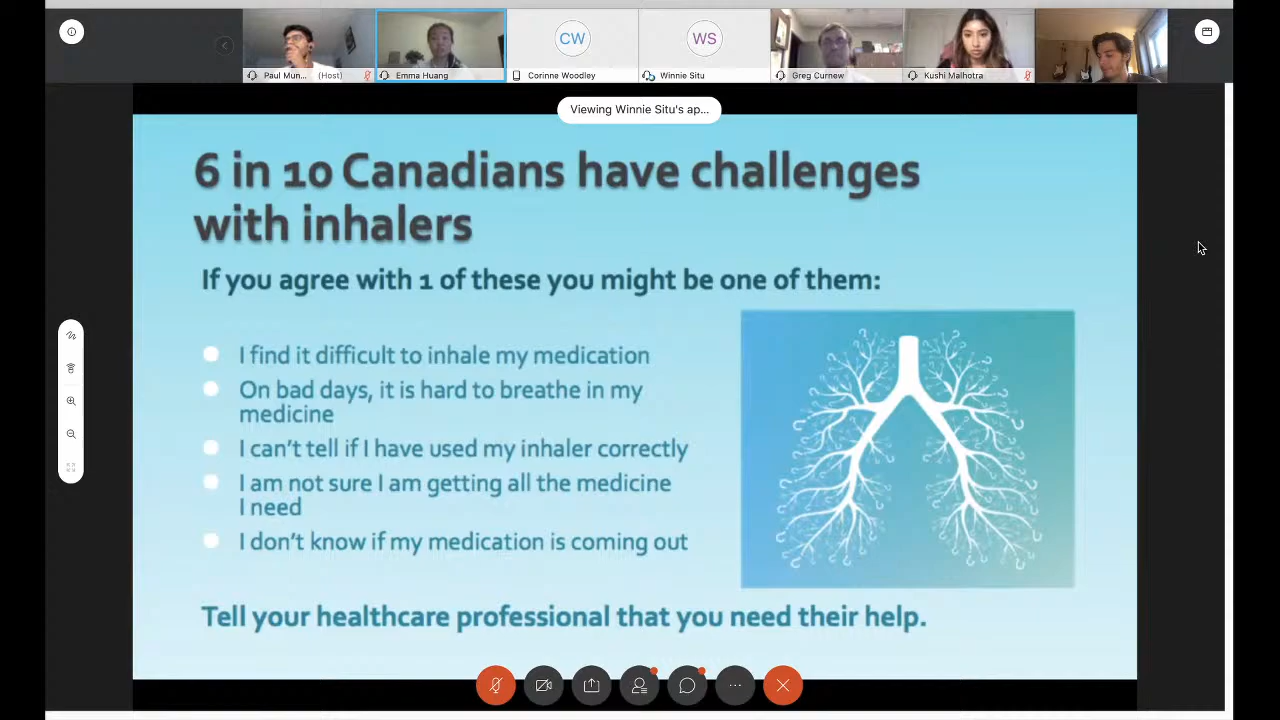 CW
WS
Paul Mun... (Host)
Emma Huang
Corinne Woodley
Winnie Situ
Greg Curnew
Kushi Malhotra
Viewing Winnie Situ's ap...
6 in 10 Canadians have challenges
with inhalers
If you agree with 1 of these you might be one of them:
I find it difficult to inhale my medication
On bad days, it is hard to breathe in my
medicine
I can't tell if I have used my inhaler correctly
I am not sure I am getting all the medicine
I need
I don't know if my medication is coming out
Tell your healthcare professional that you need their help.